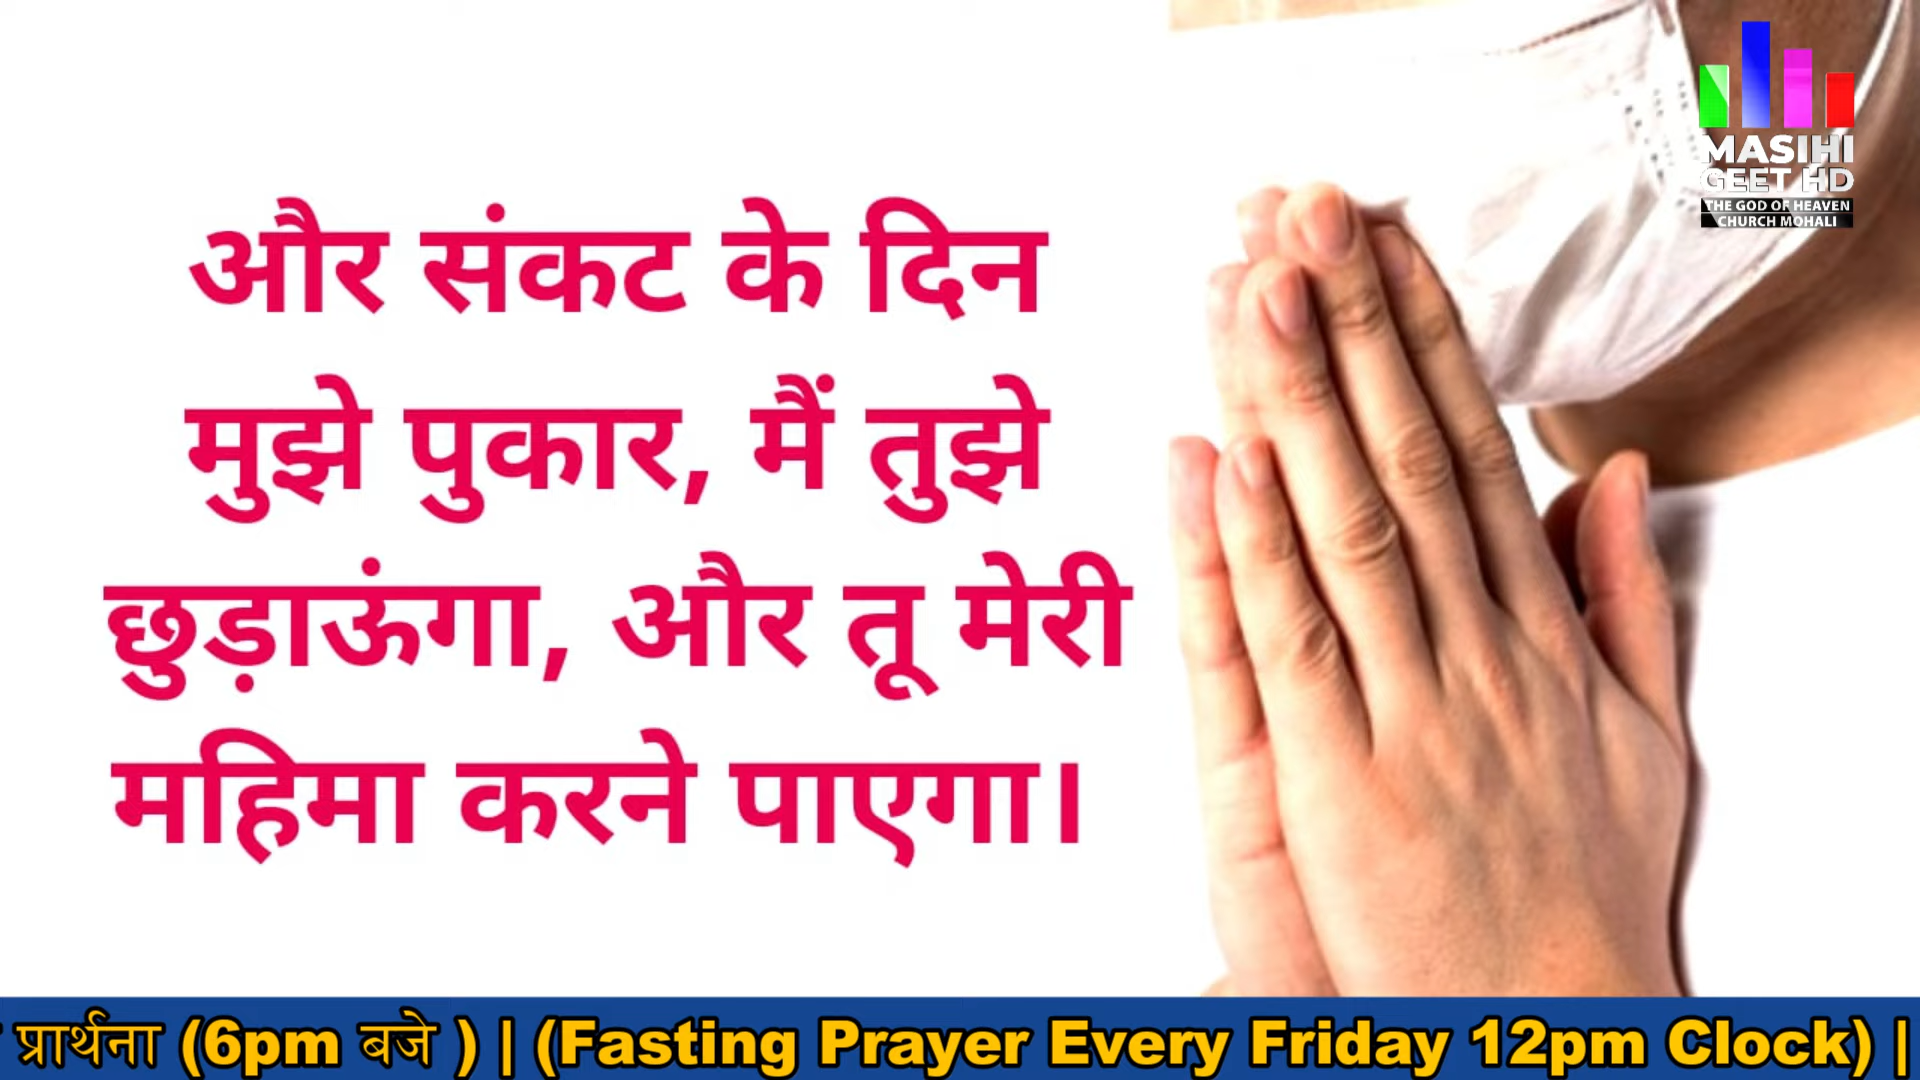 और संकट के दिन
मुझे पुकार, मैं तुझे
छुड़ाऊंगा, और तू मेरी
महिमा करने पाएगा।
MASIHI
GEET HD
THE GOD OF HEAVEN
CHURCH MOHALI
प्रार्थना (6pm बजे ) | (Fasting Prayer Every Friday 12pm Clock) |